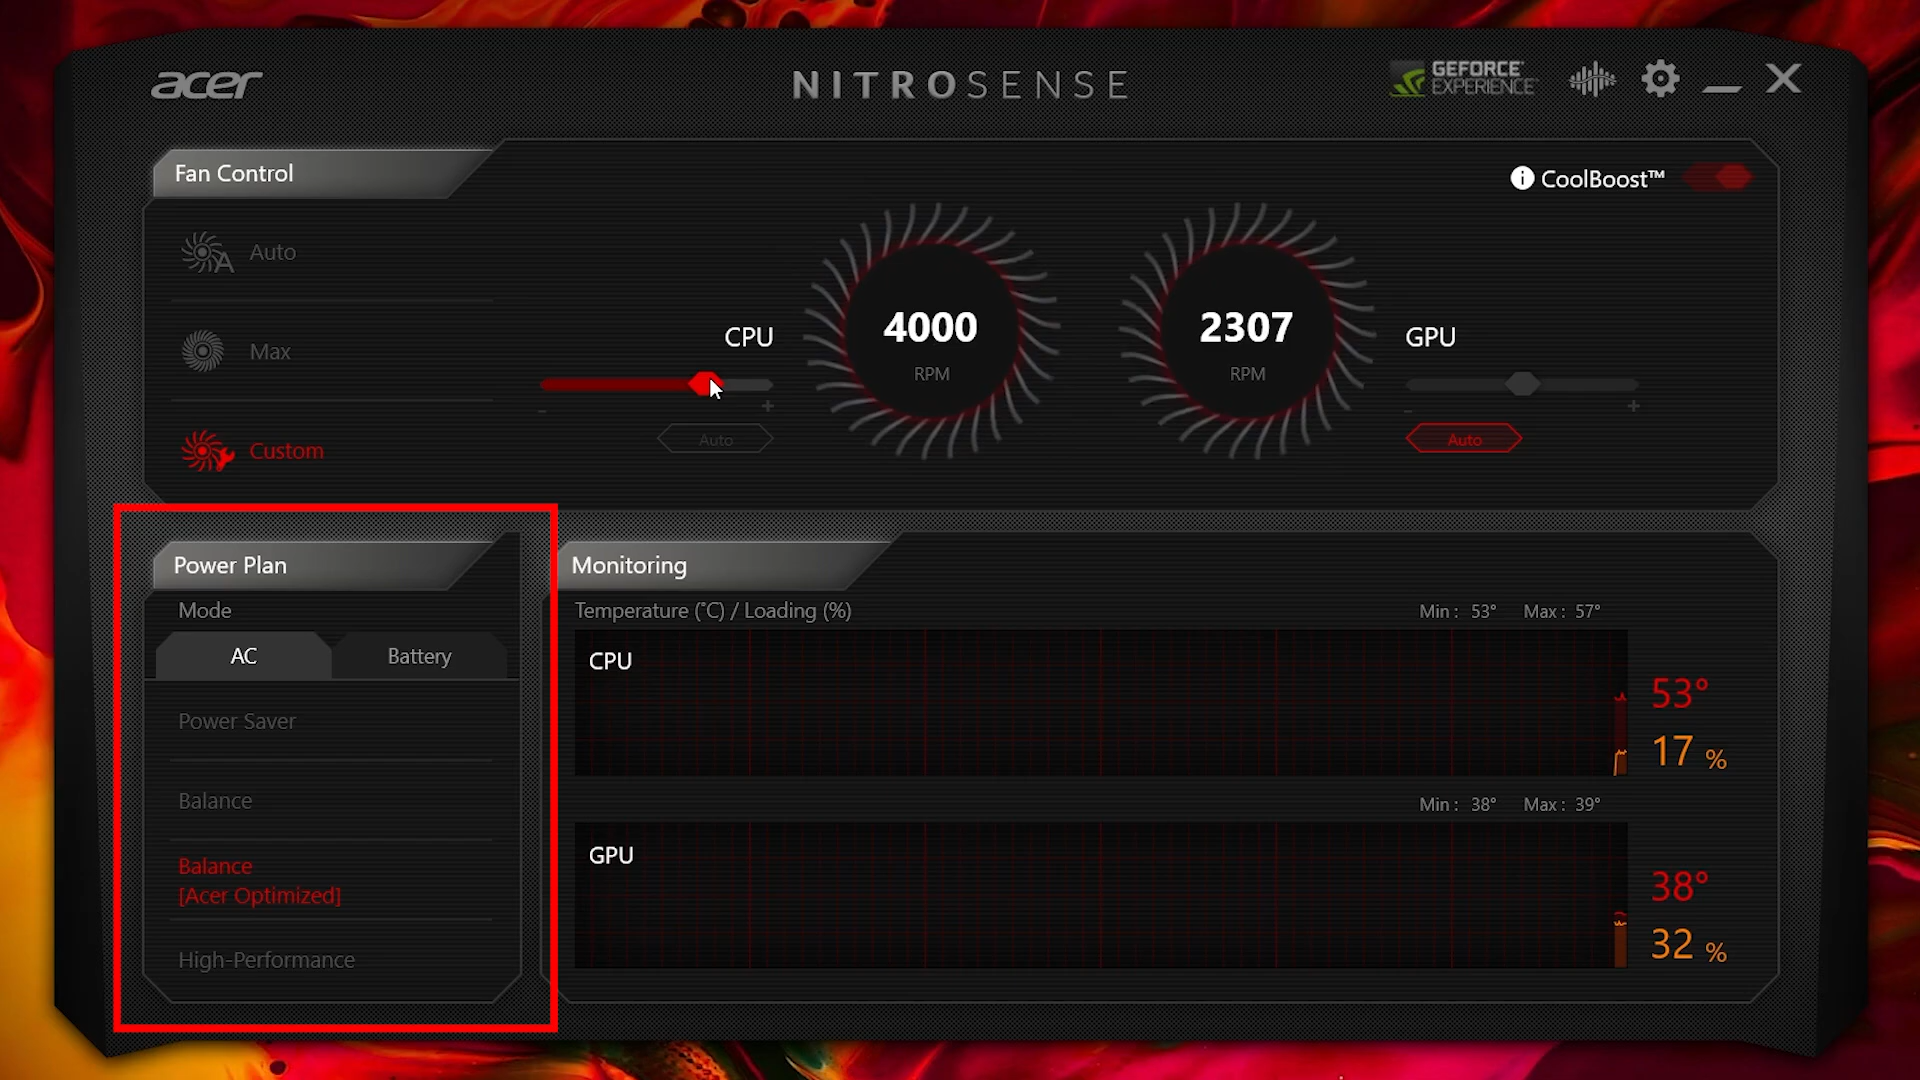 acer
NITROSENSE
GEFORCE
EXPERIENCE
Fan Control
i CoolBoost™
A Auto
Max
Custom
CPU
4000
RPM
- +
Auto
2307
RPM
GPU
- +
Auto
Power Plan
Mode
AC Battery
Power Saver
Balance
Balance
[Acer Optimized]
High-Performance
Monitoring
Temperature (°C) / Loading (%)
Min : 53° Max : 57°
CPU
53°
17 %
Min : 38° Max : 39°
GPU
38°
32 %